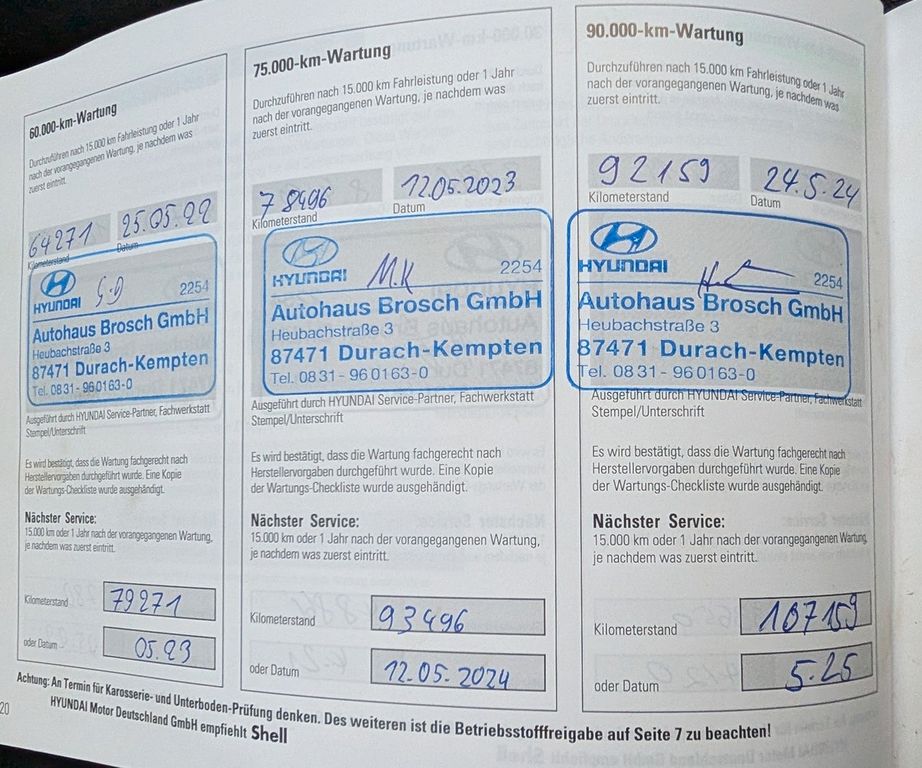 60.000-km-Wartung
Durchzuführen nach 15.000 km Fahrleistung oder 1 Jahr
nach der vorangegangenen Wartung, je nachdem was
zuerst eintritt.
64271 25.05.22
Kilometerstand Datum
HYUNDAI 2254
Autohaus Brosch GmbH
Heubachstraße 3
87471 Durach-Kempten
Tel. 0831 - 960163-0
Ausgeführt durch HYUNDAI Service-Partner, Fachwerkstatt
Stempel/Unterschrift
Es wird bestätigt, dass die Wartung fachgerecht nach
Herstellervorgaben durchgeführt wurde. Eine Kopie
der Wartungs-Checkliste wurde ausgehändigt.
Nächster Service:
15.000 km oder 1 Jahr nach der vorangegangenen Wartung,
je nachdem was zuerst eintritt.
Kilometerstand 79271
oder Datum 05.23
75.000-km-Wartung
Durchzuführen nach 15.000 km Fahrleistung oder 1 Jahr
nach der vorangegangenen Wartung, je nachdem was
zuerst eintritt.
78496 12.05.2023
Kilometerstand Datum
HYUNDAI MK 2254
Autohaus Brosch GmbH
Heubachstraße 3
87471 Durach-Kempten
Tel. 0831 - 960163-0
Ausgeführt durch HYUNDAI Service-Partner, Fachwerkstatt
Stempel/Unterschrift
Es wird bestätigt, dass die Wartung fachgerecht nach
Herstellervorgaben durchgeführt wurde. Eine Kopie
der Wartungs-Checkliste wurde ausgehändigt.
Nächster Service:
15.000 km oder 1 Jahr nach der vorangegangenen Wartung,
je nachdem was zuerst eintritt.
Kilometerstand 93496
oder Datum 12.05.2024
90.000-km-Wartung
Durchzuführen nach 15.000 km Fahrleistung oder 1 Jahr
nach der vorangegangenen Wartung, je nachdem was
zuerst eintritt.
92159 24.5.24
Kilometerstand Datum
HYUNDAI 2254
Autohaus Brosch GmbH
Heubachstraße 3
87471 Durach-Kempten
Tel. 0831 - 960163-0
Ausgeführt durch HYUNDAI Service-Partner, Fachwerkstatt
Stempel/Unterschrift
Es wird bestätigt, dass die Wartung fachgerecht nach
Herstellervorgaben durchgeführt wurde. Eine Kopie
der Wartungs-Checkliste wurde ausgehändigt.
Nächster Service:
15.000 km oder 1 Jahr nach der vorangegangenen Wartung,
je nachdem was zuerst eintritt.
Kilometerstand 107159
oder Datum 5.25
Achtung: An Termin für Karosserie- und Unterboden-Prüfung denken. Des weiteren ist die Betriebsstofffreigabe auf Seite 7 zu beachten!
20 HYUNDAI Motor Deutschland GmbH empfiehlt Shell